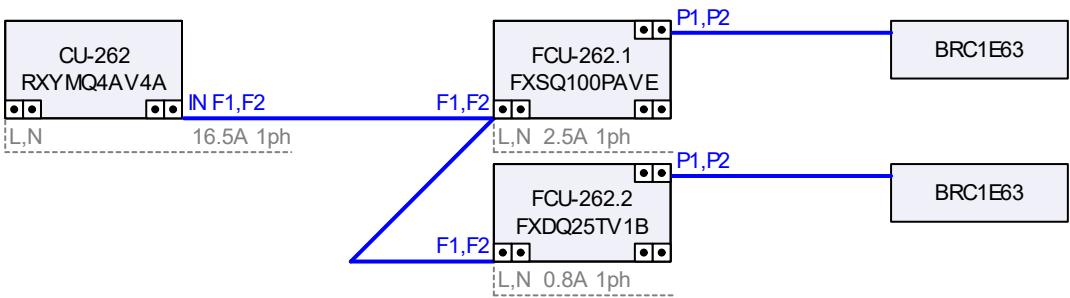 CU-262
RXYMQ4AV4A
IN F1,F2
L,N 16.5A 1ph
FCU-262.1
FXSQ100PAVE
F1,F2
P1,P2
L,N 2.5A 1ph
BRC1E63
FCU-262.2
FXDQ25TV1B
F1,F2
P1,P2
L,N 0.8A 1ph
BRC1E63